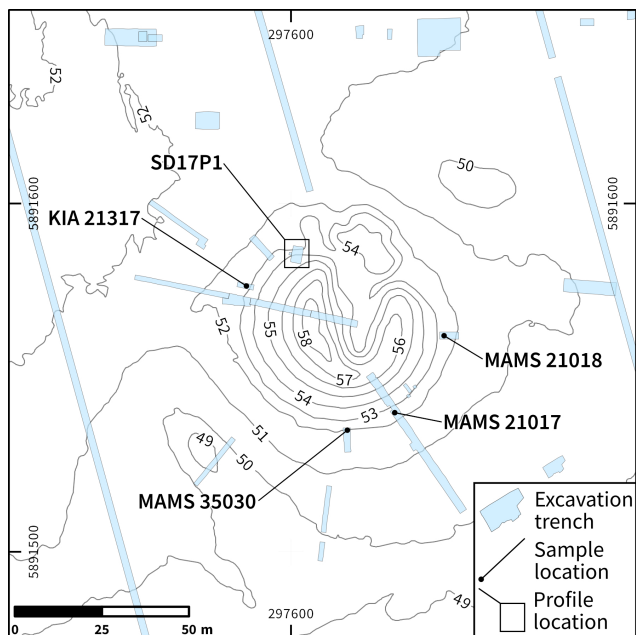 297600
52
52
50
SD17P1
5891600
5891600
KIA 21317
54
52
55
58
56
MAMS 21018
57
54
53
MAMS 21017
51
49
50
MAMS 35030
Excavation
trench
Sample
location
Profile
location
5891500
49
297600
0
25
50 m